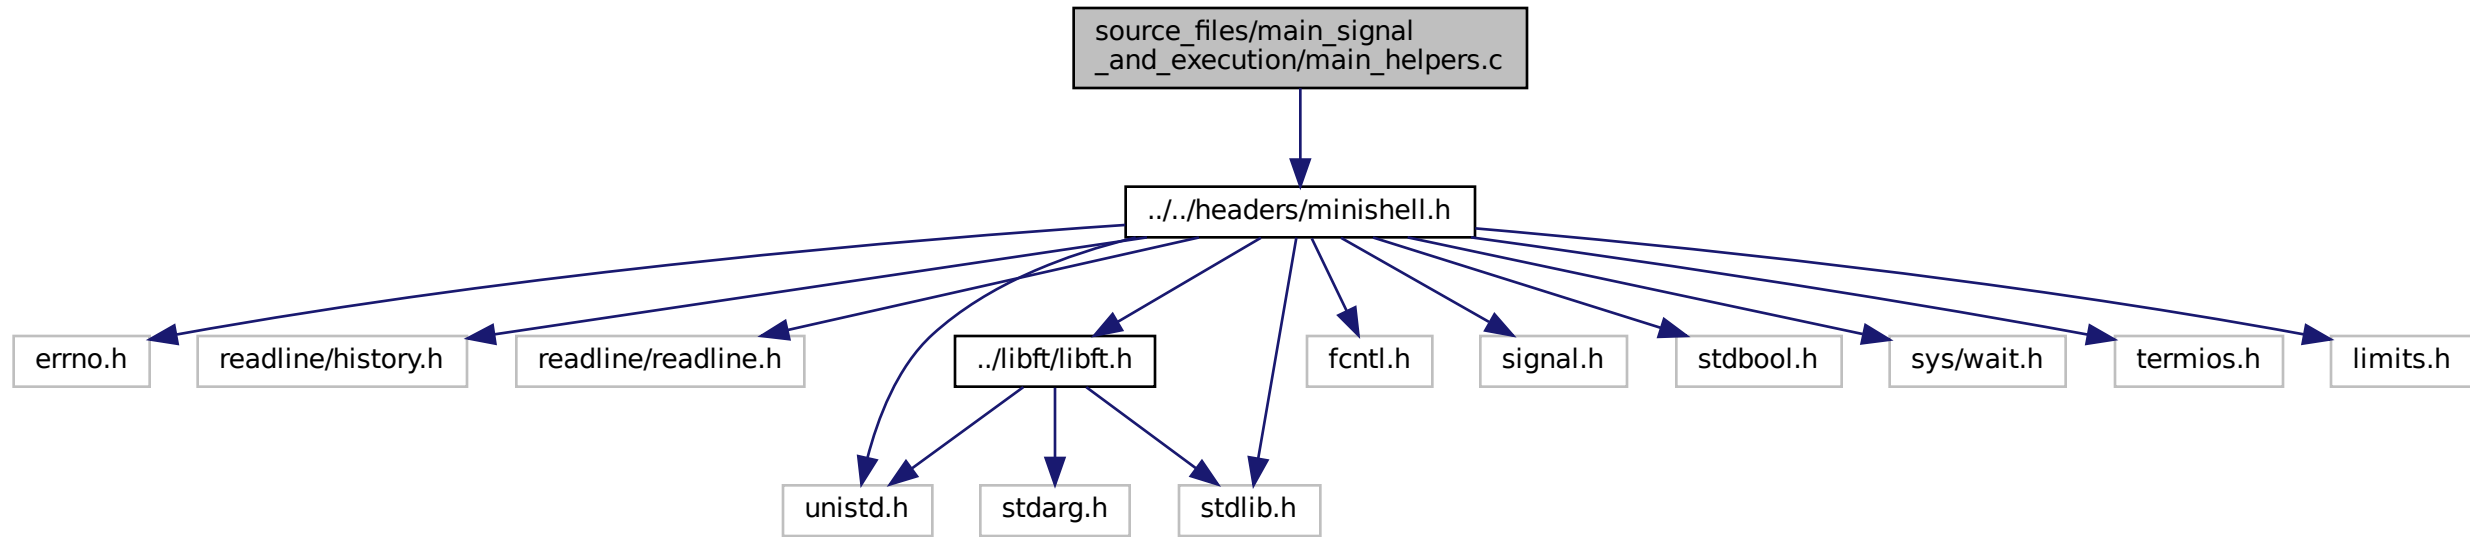 source_files/main_signal
_and_execution/main_helpers.c
../../headers/minishell.h
errno.h
readline/history.h
readline/readline.h
../libft/libft.h
fcntl.h
signal.h
stdbool.h
sys/wait.h
termios.h
limits.h
unistd.h
stdarg.h
stdlib.h